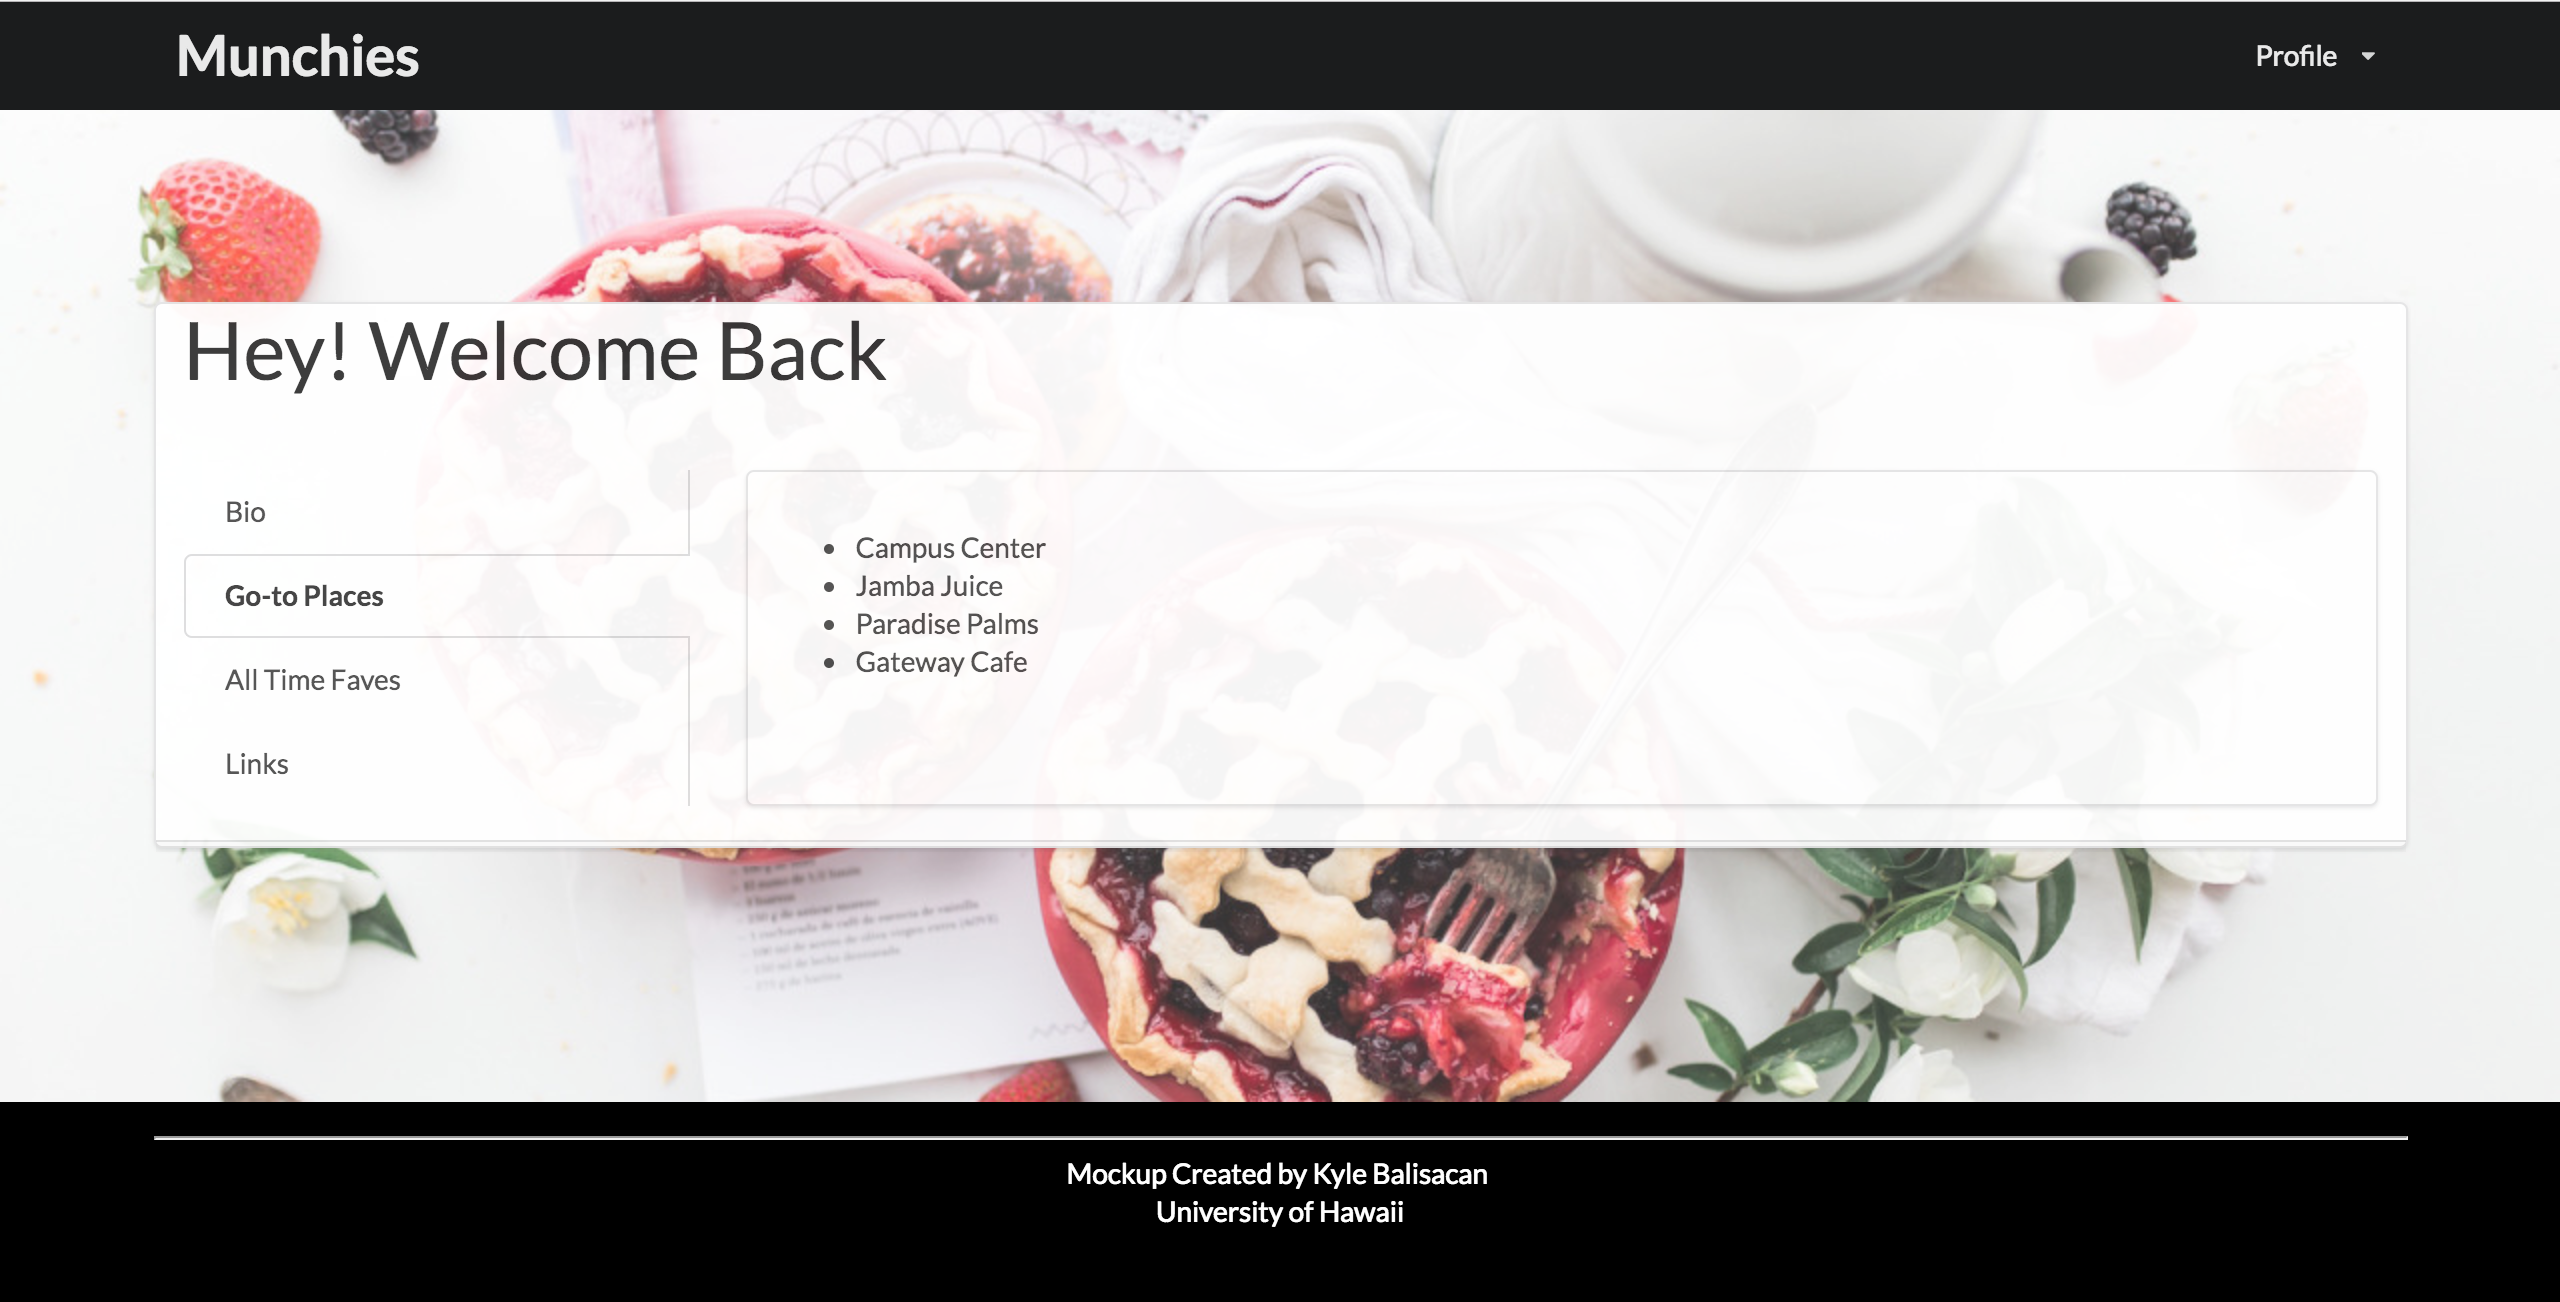 Munchies
Profile
Hey! Welcome Back
Bio
Go-to Places
All Time Faves
Links
Campus Center
Jamba Juice
Paradise Palms
Gateway Cafe
Mockup Created by Kyle Balisacan
University of Hawaii